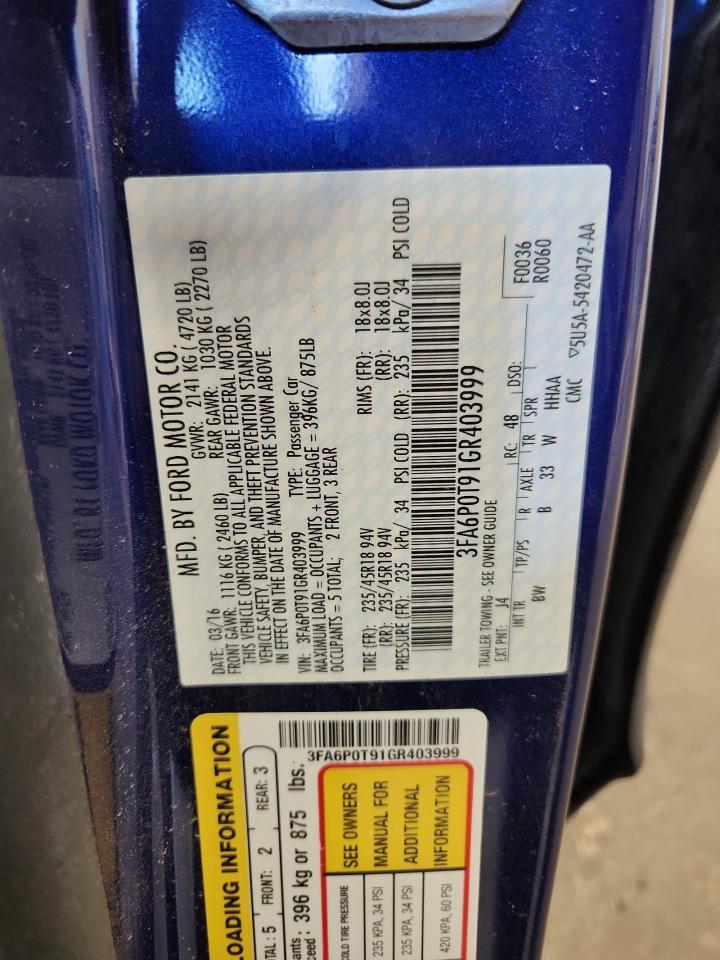 MFD. BY FORD MOTOR CO.
DATE: 03/16 GVWR: 2141 KG ( 4720 LB)
FRONT GAWR: 1116 KG ( 2460 LB) REAR GAWR: 1030 KG ( 2270 LB)
THIS VEHICLE CONFORMS TO ALL APPLICABLE FEDERAL MOTOR
VEHICLE SAFETY, BUMPER, AND THEFT PREVENTION STANDARDS
IN EFFECT ON THE DATE OF MANUFACTURE SHOWN ABOVE.
VIN: 3FA6P0T91GR403999 TYPE: Passenger Car
MAXIMUM LOAD = OCCUPANTS + LUGGAGE = 396KG/ 875LB
OCCUPANTS = 5 TOTAL; 2 FRONT, 3 REAR
TIRE (FR): 235/45R18 94V RIMS (FR): 18x8.0J
(RR): 235/45R18 94V (RR): 18x8.0J
PRESSURE (FR): 235 kPa/ 34 PSI COLD (RR): 235 kPa/ 34 PSI COLD
3FA6P0T91GR403999
TRAILER TOWING - SEE OWNER GUIDE F0036
EXT PNT: J4 RC: 48 DSO: R0060
INT TR TP/PS R AXLE TR SPR
BW B 33 W HHAA
CMC ▽5U5A-5420472-AA
LOADING INFORMATION
TAL : 5 FRONT: 2 REAR: 3
3FA6P0T91GR403999
ants
ceed : 396 kg or 875 lbs.
COLD TIRE PRESSURE
235 KPA, 34 PSI
235 KPA, 34 PSI
420 KPA, 60 PSI
SEE OWNERS
MANUAL FOR
ADDITIONAL
INFORMATION